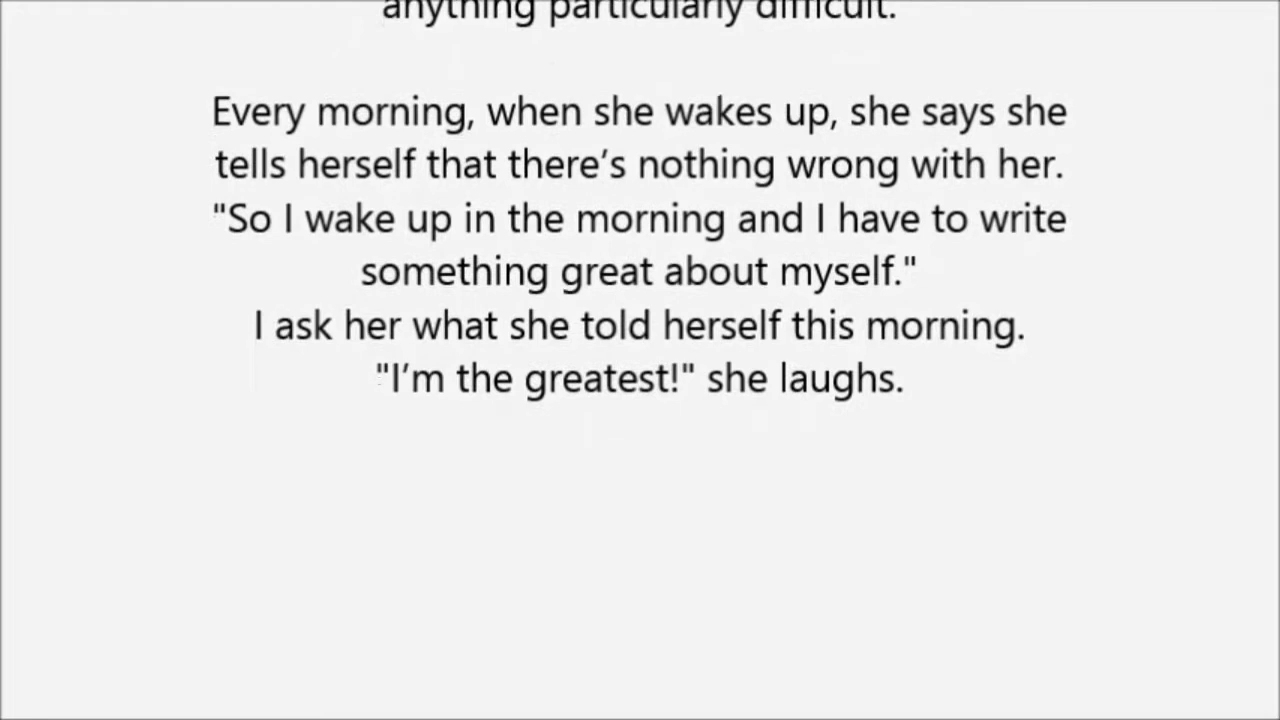 anything particularly difficult.
Every morning, when she wakes up, she says she
tells herself that there’s nothing wrong with her.
"So I wake up in the morning and I have to write
something great about myself."
I ask her what she told herself this morning.
"I’m the greatest!" she laughs.